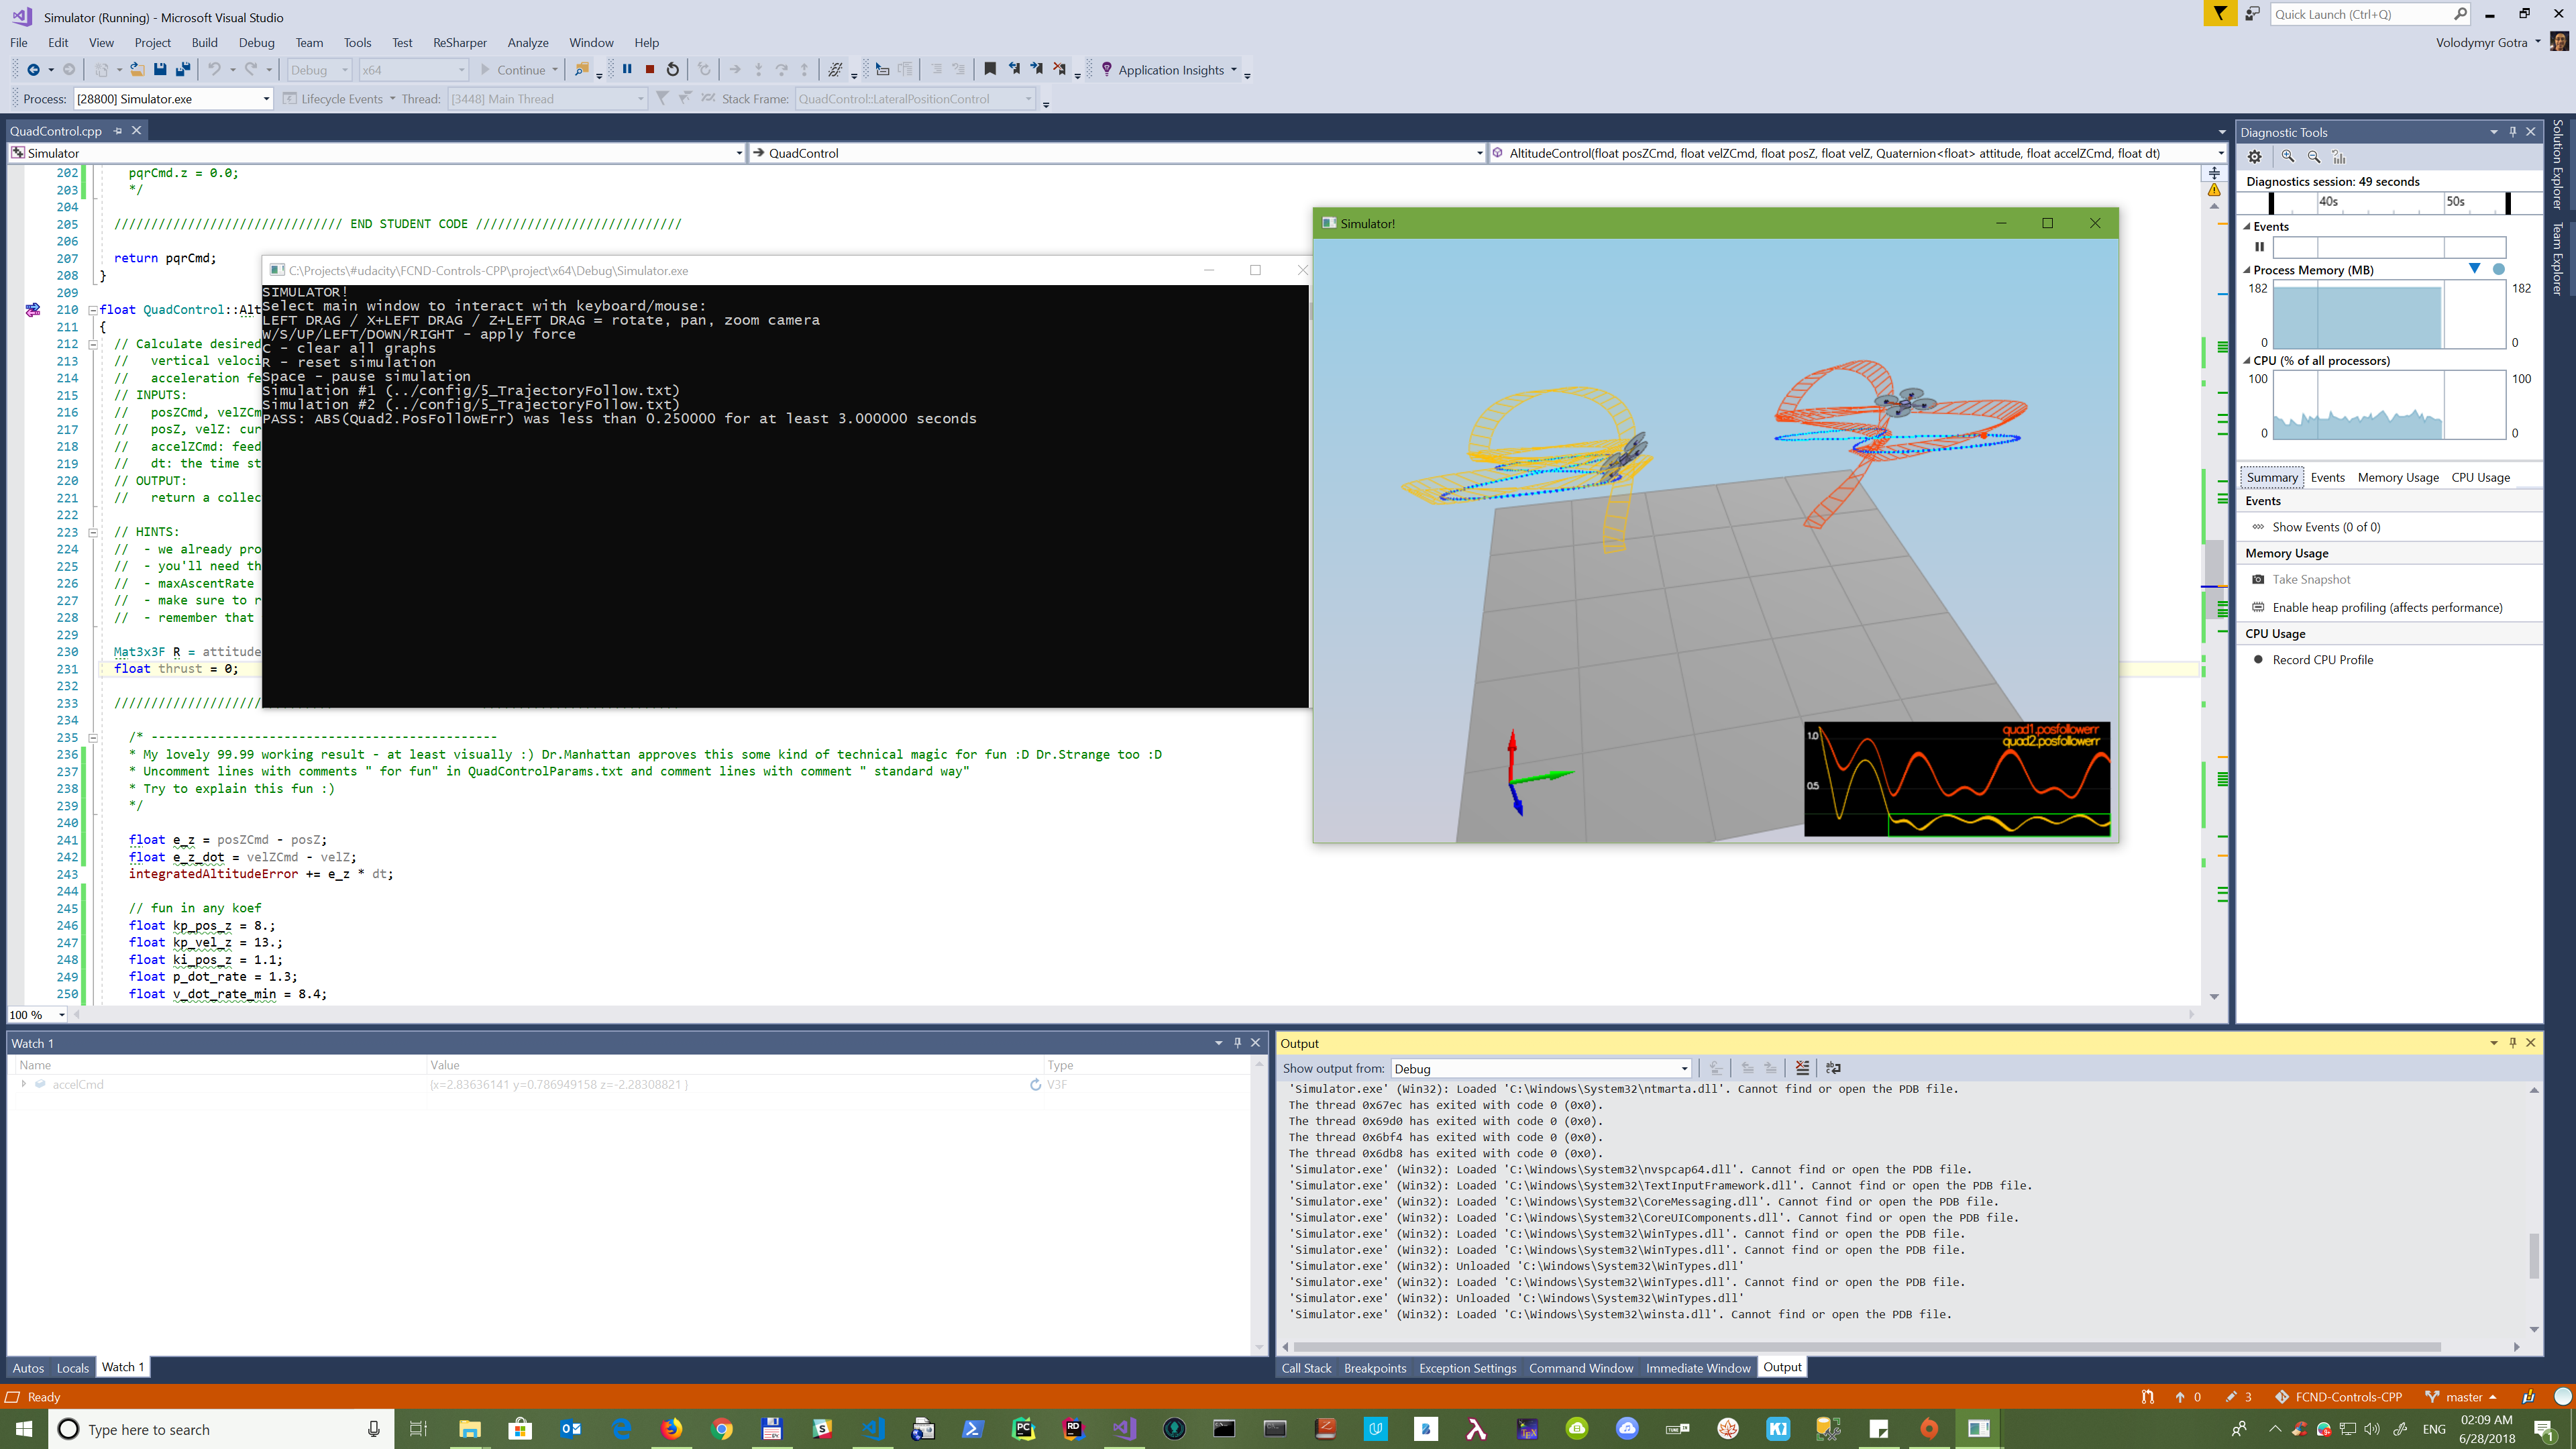 Simulator (Running) - Microsoft Visual Studio
Quick Launch (Ctrl+Q)
File Edit View Project Build Debug Team Tools Test ReSharper Analyze Window Help
Volodymyr Gotra
Debug x64 Continue Application Insights
Process: [28800] Simulator.exe Lifecycle Events Thread: [3448] Main Thread Stack Frame: QuadControl::LateralPositionControl
QuadControl.cpp
Simulator QuadControl AltitudeControl(float posZCmd, float velZCmd, float posZ, float velZ, Quaternion<float> attitude, float accelZCmd, float dt)
202 pqrCmd.z = 0.0;
203 */
204
205 /////////////////////////////// END STUDENT CODE ////////////////////////////
206
207 return pqrCmd;
208 }
209
210 float QuadControl::Alt
211 {
212 // Calculate desired
213 // vertical veloci
214 // acceleration fe
215 // INPUTS:
216 // posZCmd, velZCm
217 // posZ, velZ: cur
218 // accelZCmd: feed
219 // dt: the time st
220 // OUTPUT:
221 // return a collec
222
223 // HINTS:
224 // - we already pro
225 // - you'll need th
226 // - maxAscentRate
227 // - make sure to r
228 // - remember that
229
230 Mat3x3F R = attitude
231 float thrust = 0;
232
233 ////////////////////
234
235 /* -----------------------------------------------
236 * My lovely 99.99 working result - at least visually :) Dr.Manhattan approves this some kind of technical magic for fun :D Dr.Strange too :D
237 * Uncomment lines with comments " for fun" in QuadControlParams.txt and comment lines with comment " standard way"
238 * Try to explain this fun :)
239 */
240
241 float e_z = posZCmd - posZ;
242 float e_z_dot = velZCmd - velZ;
243 integratedAltitudeError += e_z * dt;
244
245 // fun in any koef
246 float kp_pos_z = 8.;
247 float kp_vel_z = 13.;
248 float ki_pos_z = 1.1;
249 float p_dot_rate = 1.3;
250 float v_dot_rate_min = 8.4;
100 %
C:\Projects\#udacity\FCND-Controls-CPP\project\x64\Debug\Simulator.exe
SIMULATOR!
Select main window to interact with keyboard/mouse:
LEFT DRAG / X+LEFT DRAG / Z+LEFT DRAG = rotate, pan, zoom camera
W/S/UP/LEFT/DOWN/RIGHT - apply force
C - clear all graphs
R - reset simulation
Space - pause simulation
Simulation #1 (../config/5_TrajectoryFollow.txt)
Simulation #2 (../config/5_TrajectoryFollow.txt)
PASS: ABS(Quad2.PosFollowErr) was less than 0.250000 for at least 3.000000 seconds
Simulator!
quad1.posfollowerr
quad2.posfollowerr
1.0
0.5
Diagnostic Tools
Diagnostics session: 49 seconds
40s 50s
Events
Process Memory (MB)
182 182
0 0
CPU (% of all processors)
100 100
0 0
Summary Events Memory Usage CPU Usage
Events
Show Events (0 of 0)
Memory Usage
Take Snapshot
Enable heap profiling (affects performance)
CPU Usage
Record CPU Profile
Solution Explorer
Team Explorer
Watch 1
Name Value Type
accelCmd {x=2.83636141 y=0.786949158 z=-2.28308821 } V3F
Autos Locals Watch 1
Output
Show output from: Debug
'Simulator.exe' (Win32): Loaded 'C:\Windows\System32\ntmarta.dll'. Cannot find or open the PDB file.
The thread 0x67ec has exited with code 0 (0x0).
The thread 0x69d0 has exited with code 0 (0x0).
The thread 0x6bf4 has exited with code 0 (0x0).
The thread 0x6db8 has exited with code 0 (0x0).
'Simulator.exe' (Win32): Loaded 'C:\Windows\System32\nvspcap64.dll'. Cannot find or open the PDB file.
'Simulator.exe' (Win32): Loaded 'C:\Windows\System32\TextInputFramework.dll'. Cannot find or open the PDB file.
'Simulator.exe' (Win32): Loaded 'C:\Windows\System32\CoreMessaging.dll'. Cannot find or open the PDB file.
'Simulator.exe' (Win32): Loaded 'C:\Windows\System32\CoreUIComponents.dll'. Cannot find or open the PDB file.
'Simulator.exe' (Win32): Loaded 'C:\Windows\System32\WinTypes.dll'. Cannot find or open the PDB file.
'Simulator.exe' (Win32): Loaded 'C:\Windows\System32\WinTypes.dll'. Cannot find or open the PDB file.
'Simulator.exe' (Win32): Unloaded 'C:\Windows\System32\WinTypes.dll'
'Simulator.exe' (Win32): Loaded 'C:\Windows\System32\WinTypes.dll'. Cannot find or open the PDB file.
'Simulator.exe' (Win32): Unloaded 'C:\Windows\System32\WinTypes.dll'
'Simulator.exe' (Win32): Loaded 'C:\Windows\System32\winsta.dll'. Cannot find or open the PDB file.
Call Stack Breakpoints Exception Settings Command Window Immediate Window Output
Ready
0 3 FCND-Controls-CPP master
Type here to search
ENG
02:09 AM
6/28/2018